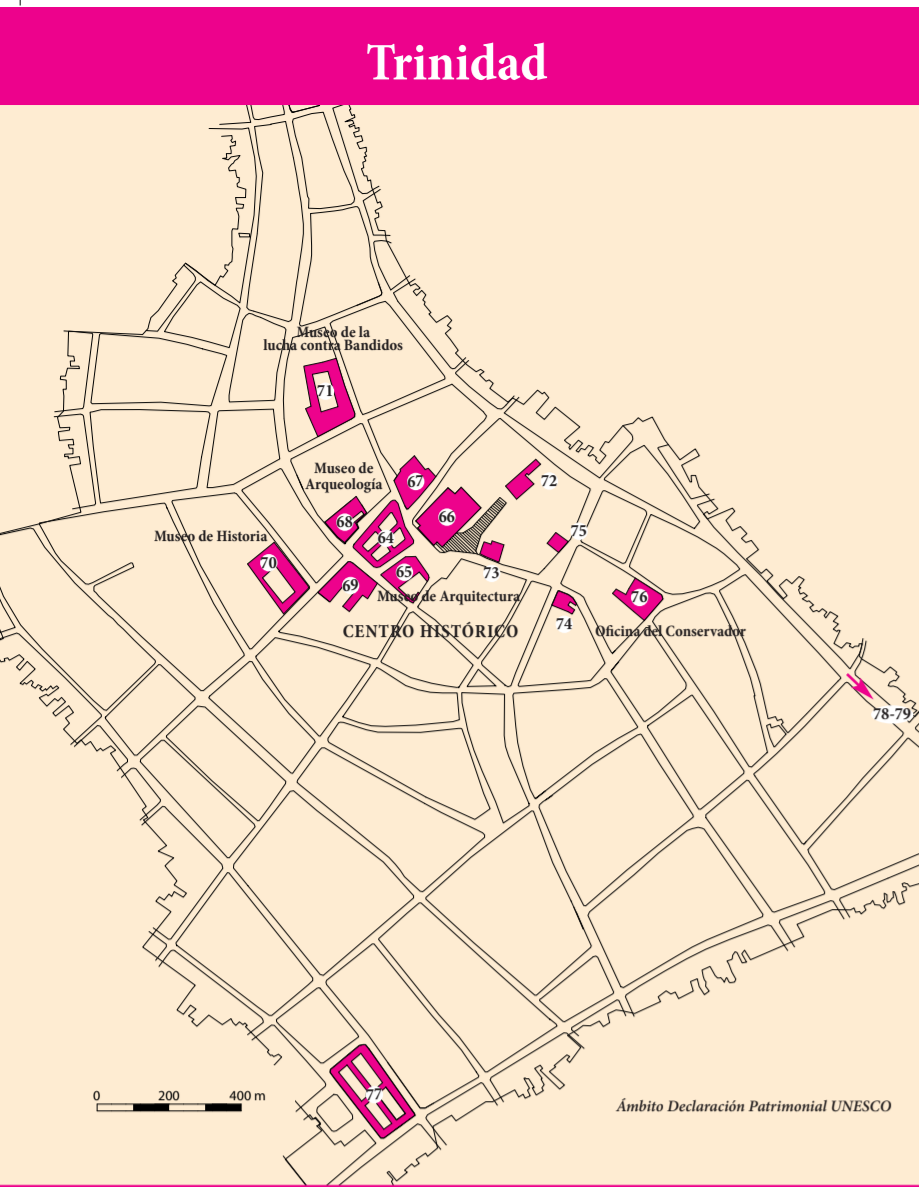 Trinidad
Museo de la
lucha contra Bandidos
71
Museo de
Arqueología
67
72
66
68
64
75
Museo de Historia
70
65
73
69
Museo de Arquitectura
76
74
CENTRO HISTÓRICO
Oficina del Conservador
78-79
77
0 200 400 m
Ámbito Declaración Patrimonial UNESCO